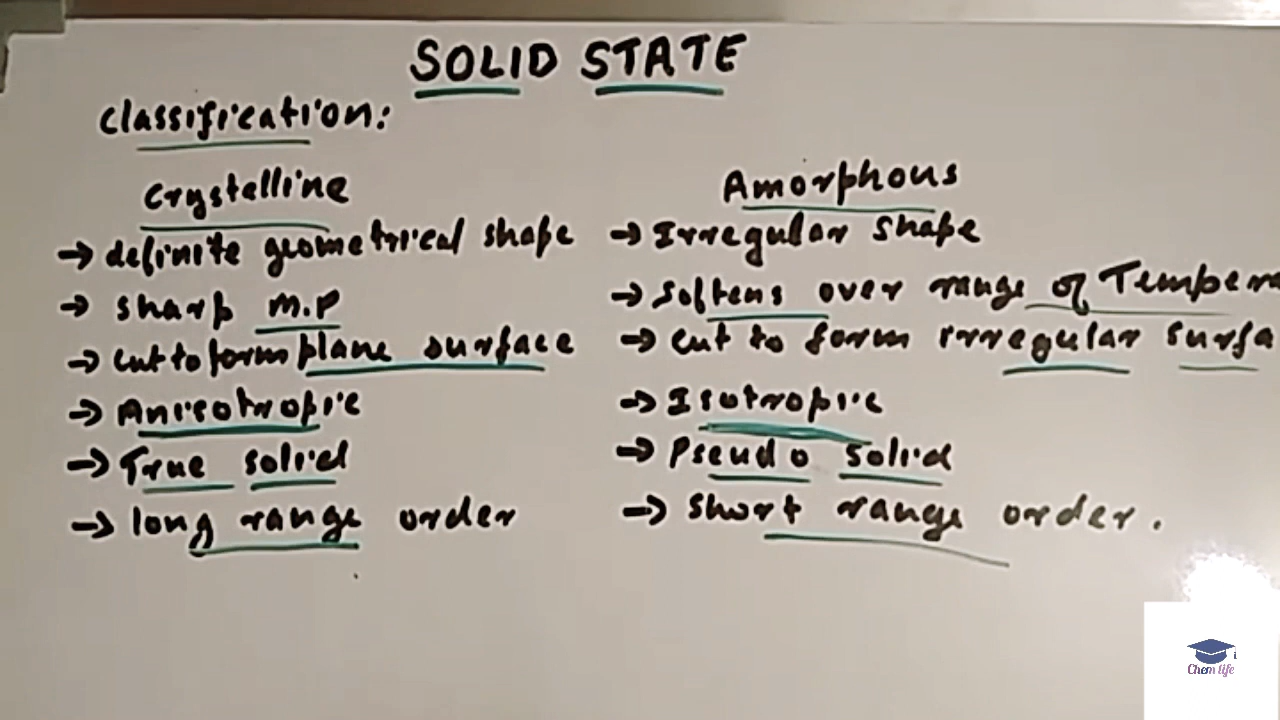 SOLID STATE
Classification:
Crystalline
→ definite geometrical shape
→ sharp M.P
→ cut to form plane surface
→ Anisotropic
→ True solid
→ long range order
Amorphous
→ Irregular shape
→ Softens over range of Tempera
→ cut to form irregular surfa
→ Isotropic
→ Pseudo solid
→ short range order.
Chem life